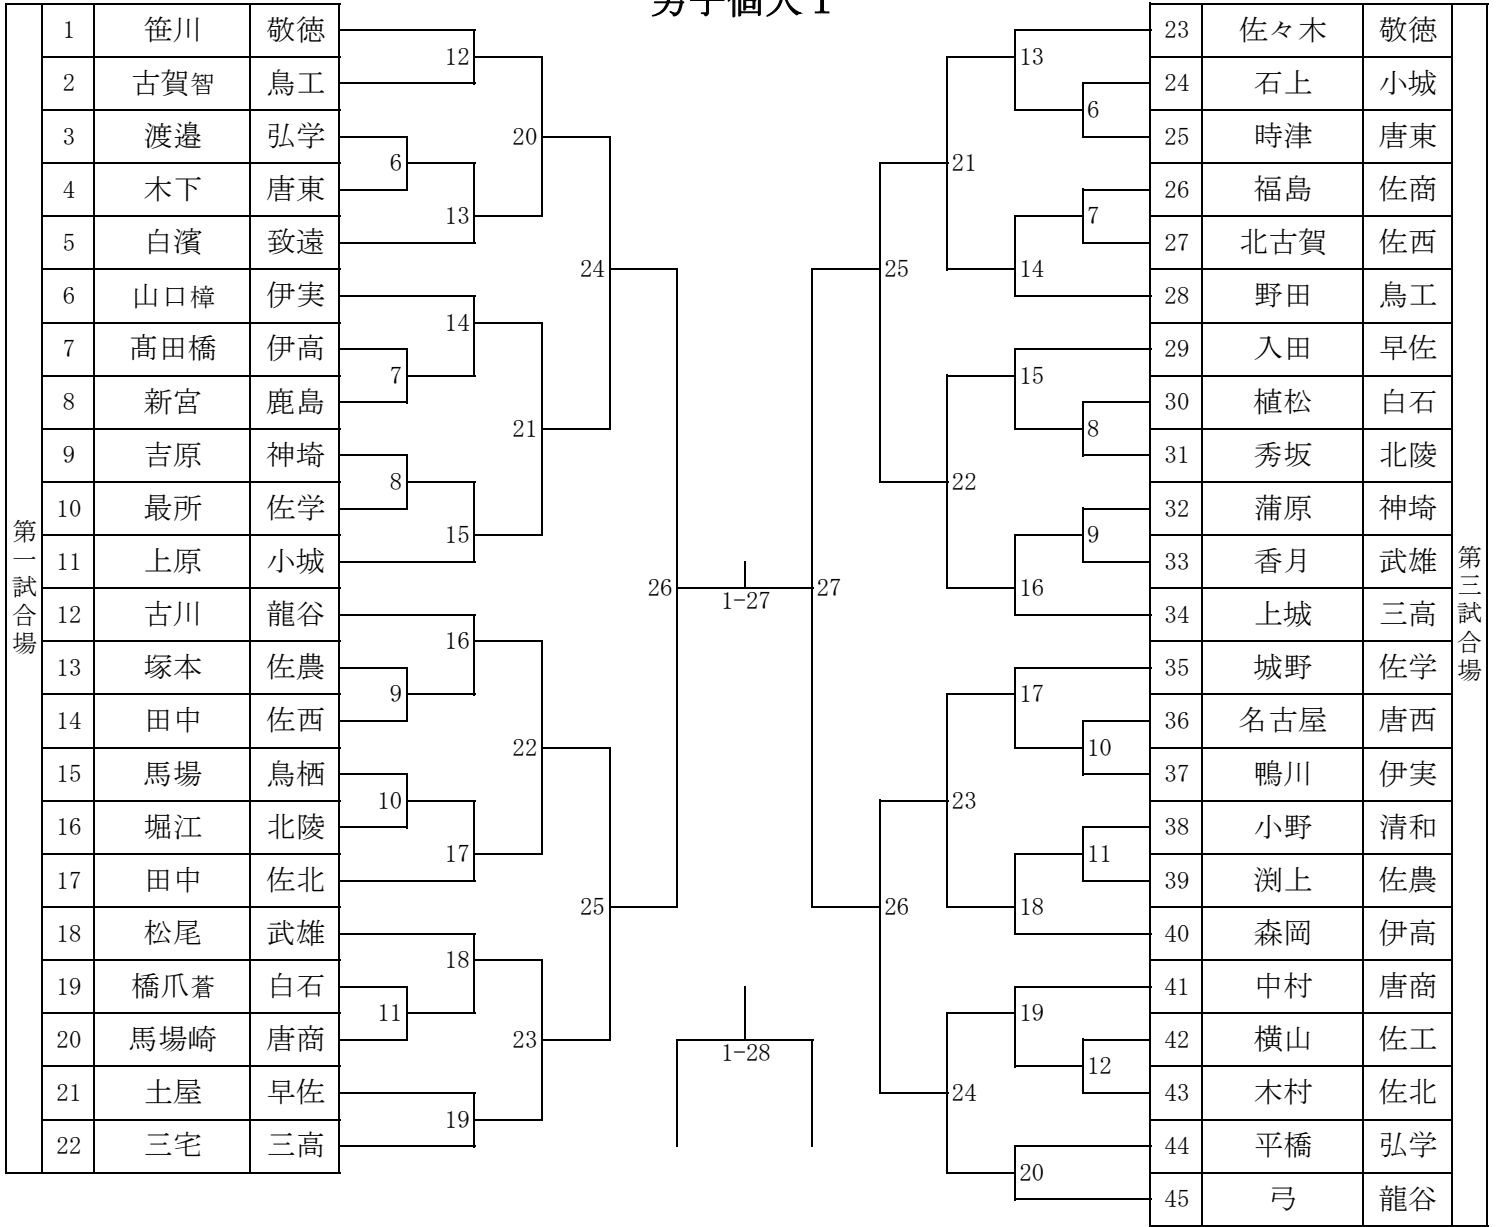 男子個人1
第一試合場
1 笹川 敬徳
2 古賀智 鳥工
3 渡邉 弘学
4 木下 唐東
5 白濱 致遠
6 山口樟 伊実
7 髙田橋 伊高
8 新宮 鹿島
9 吉原 神埼
10 最所 佐学
11 上原 小城
12 古川 龍谷
13 塚本 佐農
14 田中 佐西
15 馬場 鳥栖
16 堀江 北陵
17 田中 佐北
18 松尾 武雄
19 橋爪蒼 白石
20 馬場崎 唐商
21 土屋 早佐
22 三宅 三高
6
7
8
9
10
11
12
13
14
15
16
17
18
19
20
21
22
23
24
25
26
1-27
1-28
27
25
26
21
22
23
24
13
14
15
16
17
18
19
20
6
7
8
9
10
11
12
23 佐々木 敬徳
24 石上 小城
25 時津 唐東
26 福島 佐商
27 北古賀 佐西
28 野田 鳥工
29 入田 早佐
30 植松 白石
31 秀坂 北陵
32 蒲原 神埼
33 香月 武雄
34 上城 三高
35 城野 佐学
36 名古屋 唐西
37 鴨川 伊実
38 小野 清和
39 渕上 佐農
40 森岡 伊高
41 中村 唐商
42 横山 佐工
43 木村 佐北
44 平橋 弘学
45 弓 龍谷
第三試合場